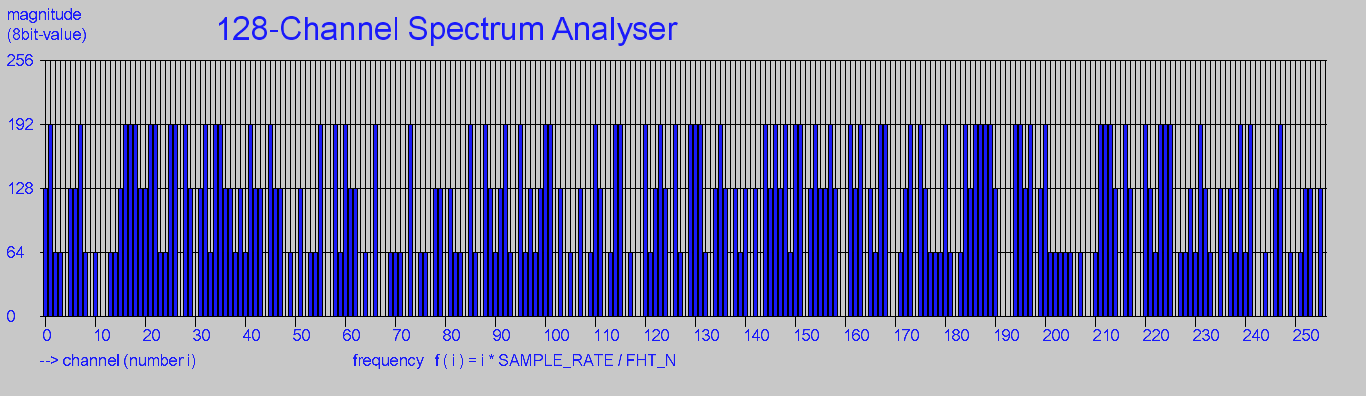 magnitude
(8bit-value)
128-Channel Spectrum Analyser
256
192
128
64
0
0 10 20 30 40 50 60 70 80 90 100 110 120 130 140 150 160 170 180 190 200 210 220 230 240 250
--> channel (number i)
frequency f ( i ) = i * SAMPLE_RATE / FHT_N